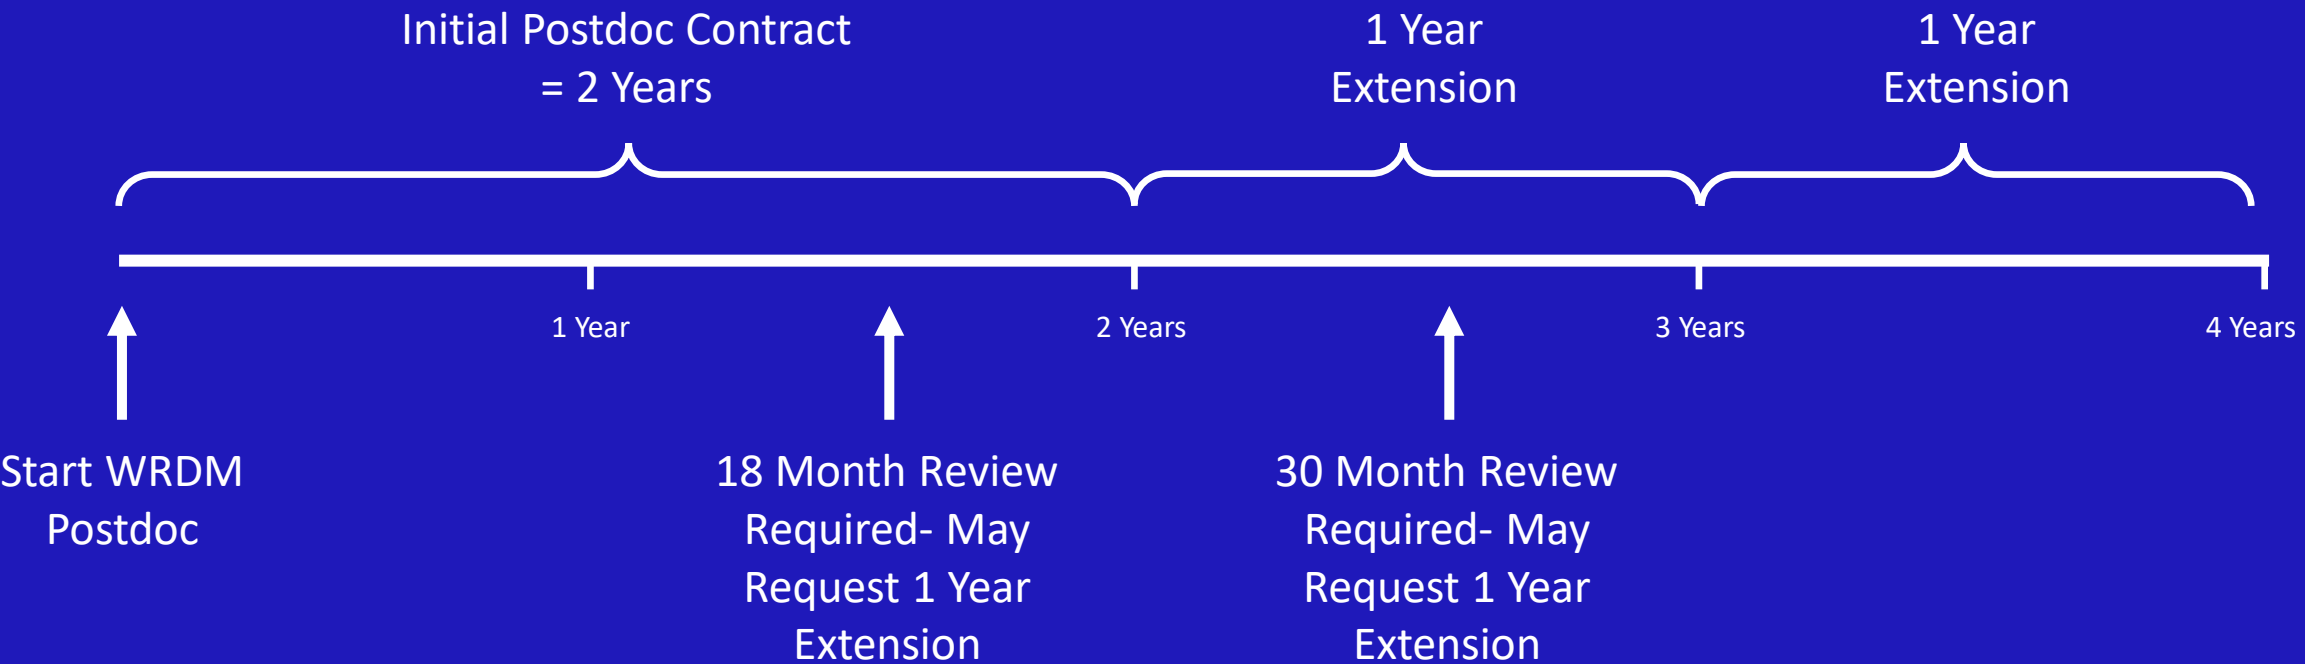 Initial Postdoc Contract
= 2 Years
1 Year
Extension
1 Year
Extension
1 Year
2 Years
3 Years
4 Years
Start WRDM
Postdoc
18 Month Review
Required- May
Request 1 Year
Extension
30 Month Review
Required- May
Request 1 Year
Extension